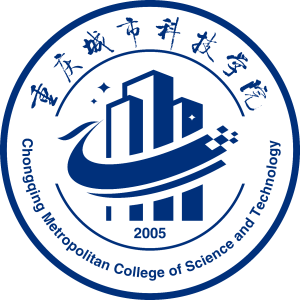 重庆城市科技学院
2005
Chongqing Metropolitan College of Science and Technology